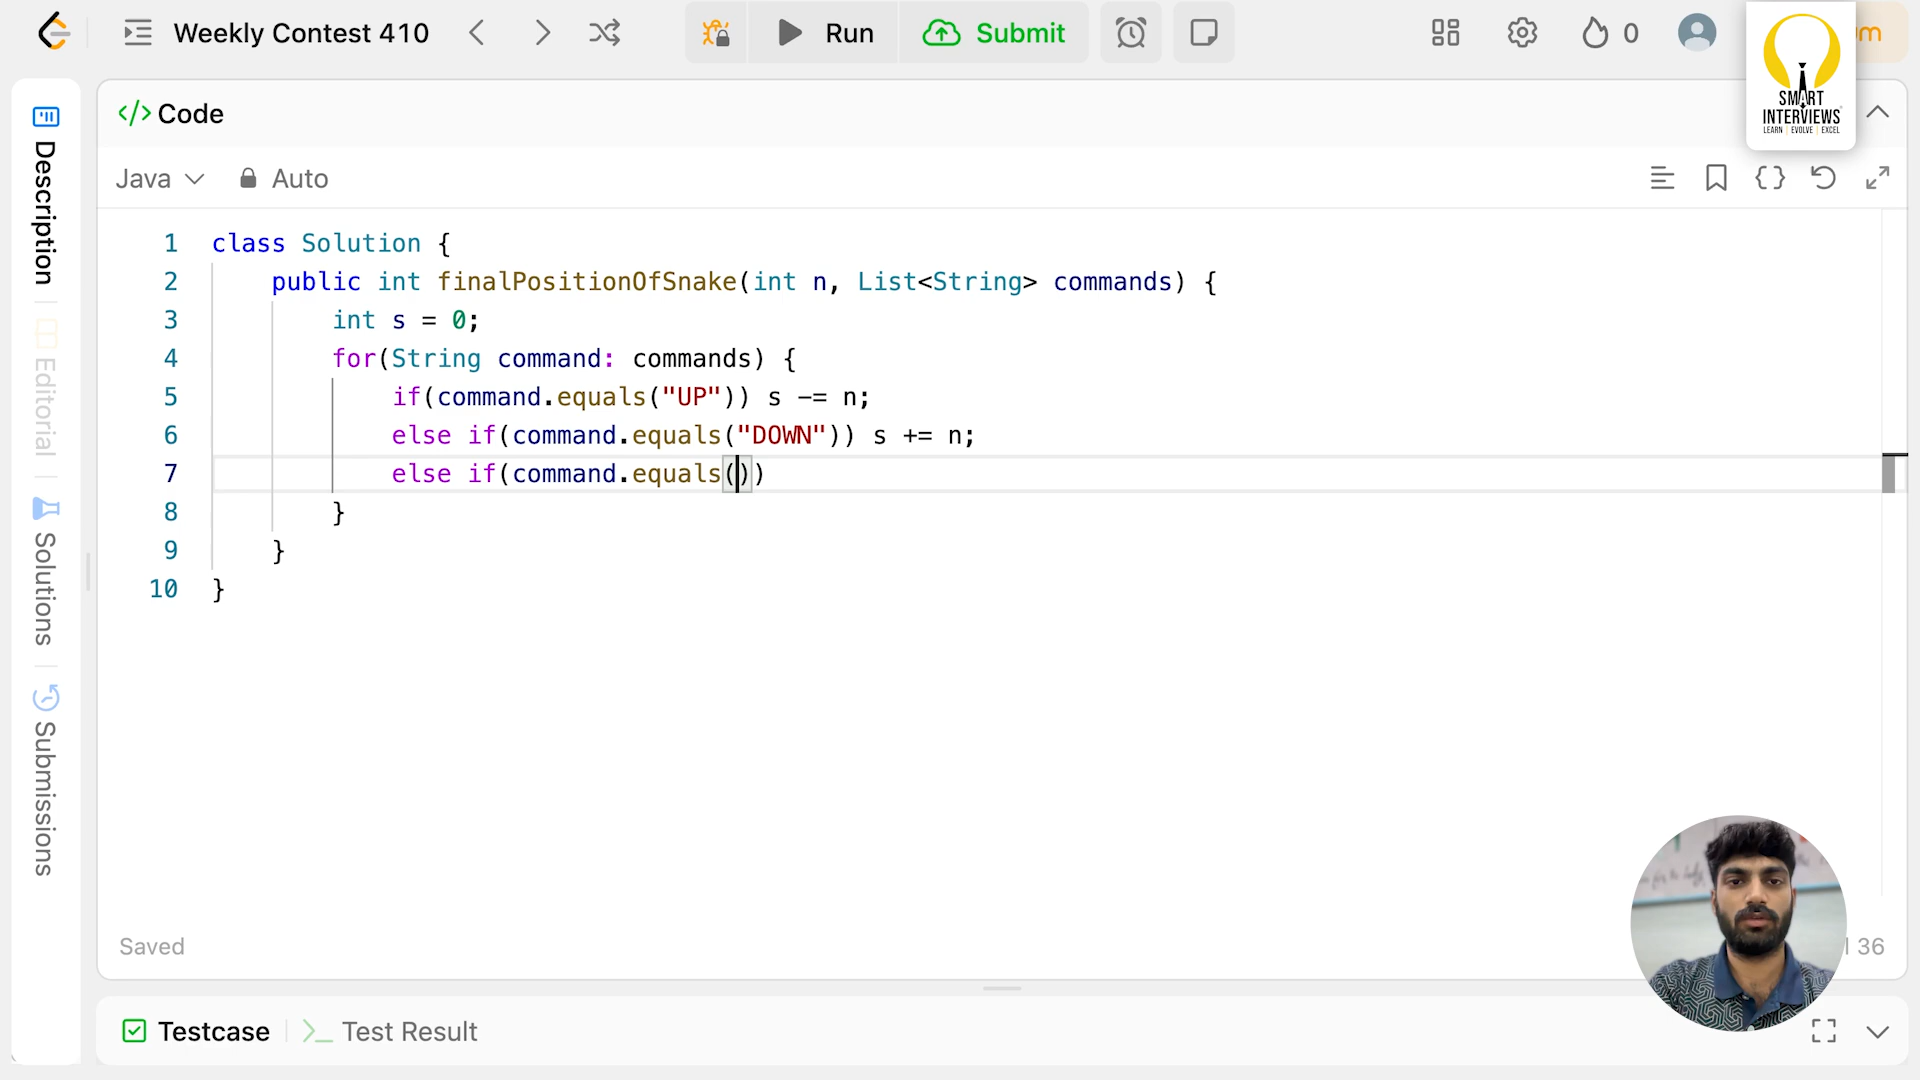 Weekly Contest 410
Run
Submit
0
m
SMART
INTERVIEWS
LEARN | EVOLVE | EXCEL
Description
Editorial
Solutions
Submissions
</> Code
Java
Auto
1 class Solution {
2 public int finalPositionOfSnake(int n, List<String> commands) {
3 int s = 0;
4 for(String command: commands) {
5 if(command.equals("UP")) s -= n;
6 else if(command.equals("DOWN")) s += n;
7 else if(command.equals())
8 }
9 }
10 }
Saved
36
Testcase
Test Result